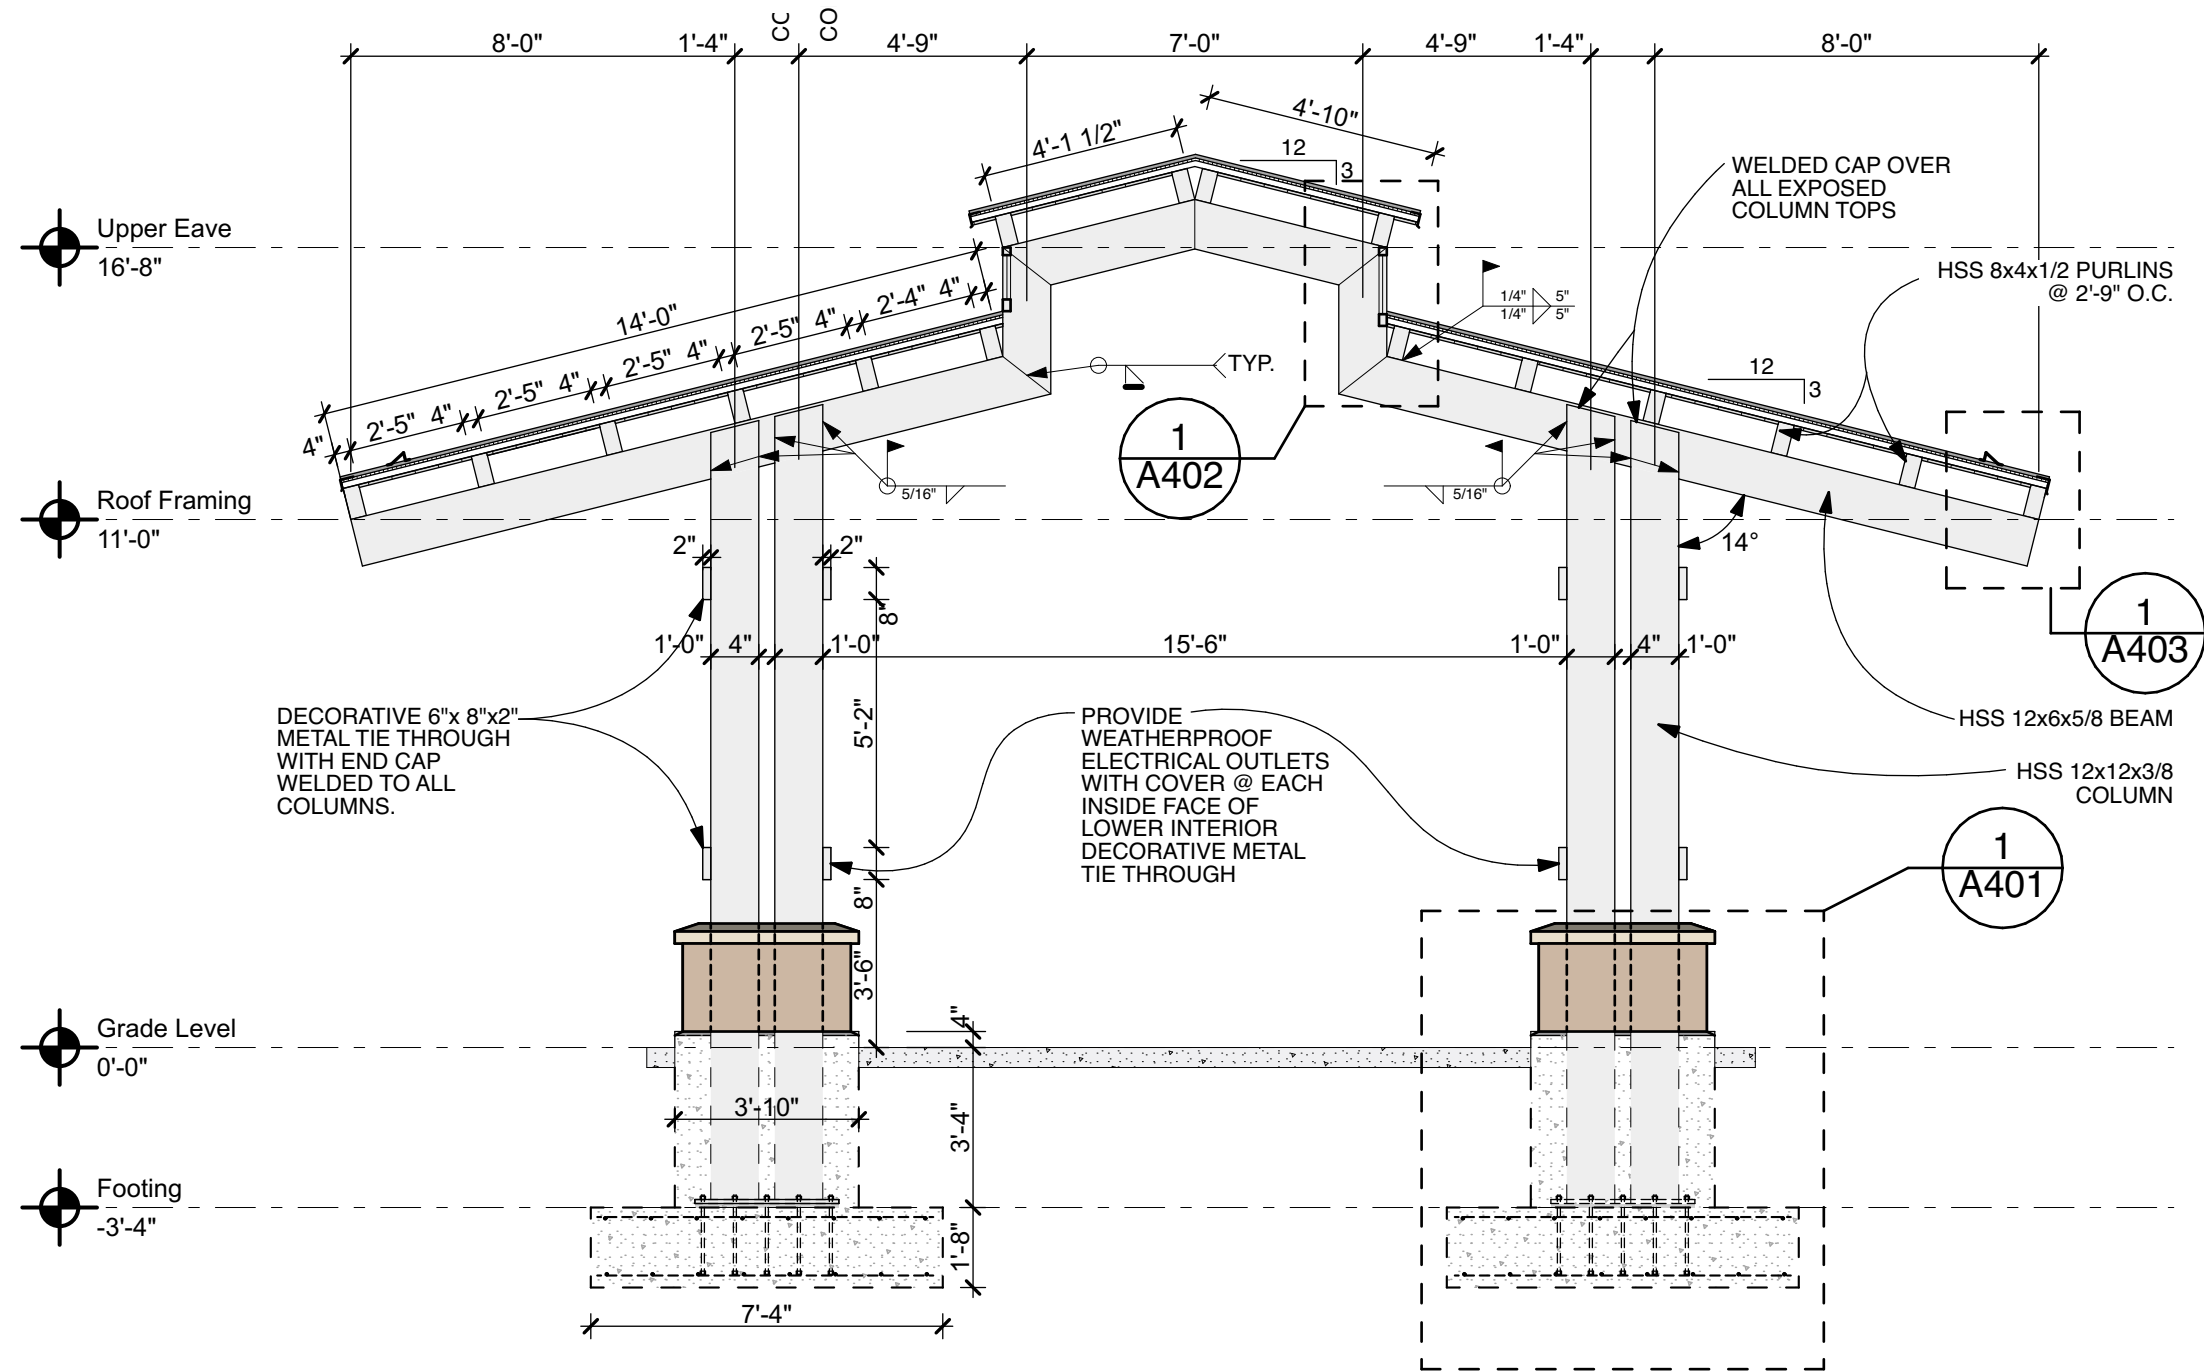 CC
CO
8'-0"
1'-4"
4'-9"
7'-0"
4'-9"
1'-4"
8'-0"
4'-1 1/2"
4'-10"
12
3
WELDED CAP OVER
ALL EXPOSED
COLUMN TOPS
Upper Eave
16'-8"
HSS 8x4x1/2 PURLINS
@ 2'-9" O.C.
1/4" 5"
1/4" 5"
14'-0"
4"
2'-5"
4"
2'-5"
4"
2'-5"
4"
2'-5"
4"
2'-4"
4"
TYP.
12
3
1
A402
5/16"
5/16"
Roof Framing
11'-0"
2"
2"
14°
8"
1
A403
1'-0"
4"
1'-0"
15'-6"
1'-0"
4"
1'-0"
DECORATIVE 6"x 8"x2"
METAL TIE THROUGH
WITH END CAP
WELDED TO ALL
COLUMNS.
5'-2"
PROVIDE
WEATHERPROOF
ELECTRICAL OUTLETS
WITH COVER @ EACH
INSIDE FACE OF
LOWER INTERIOR
DECORATIVE METAL
TIE THROUGH
HSS 12x6x5/8 BEAM
HSS 12x12x3/8
COLUMN
1
A401
8"
3'-6"
4"
Grade Level
0'-0"
3'-10"
3'-4"
Footing
-3'-4"
1'-8"
7'-4"